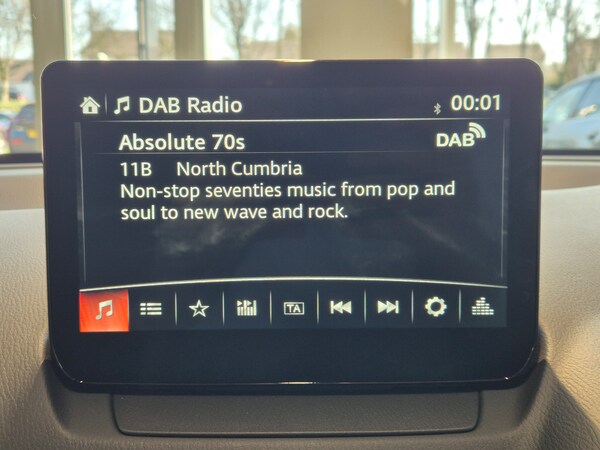 DAB Radio 00:01
Absolute 70s DAB
11B North Cumbria
Non-stop seventies music from pop and
soul to new wave and rock.
TA